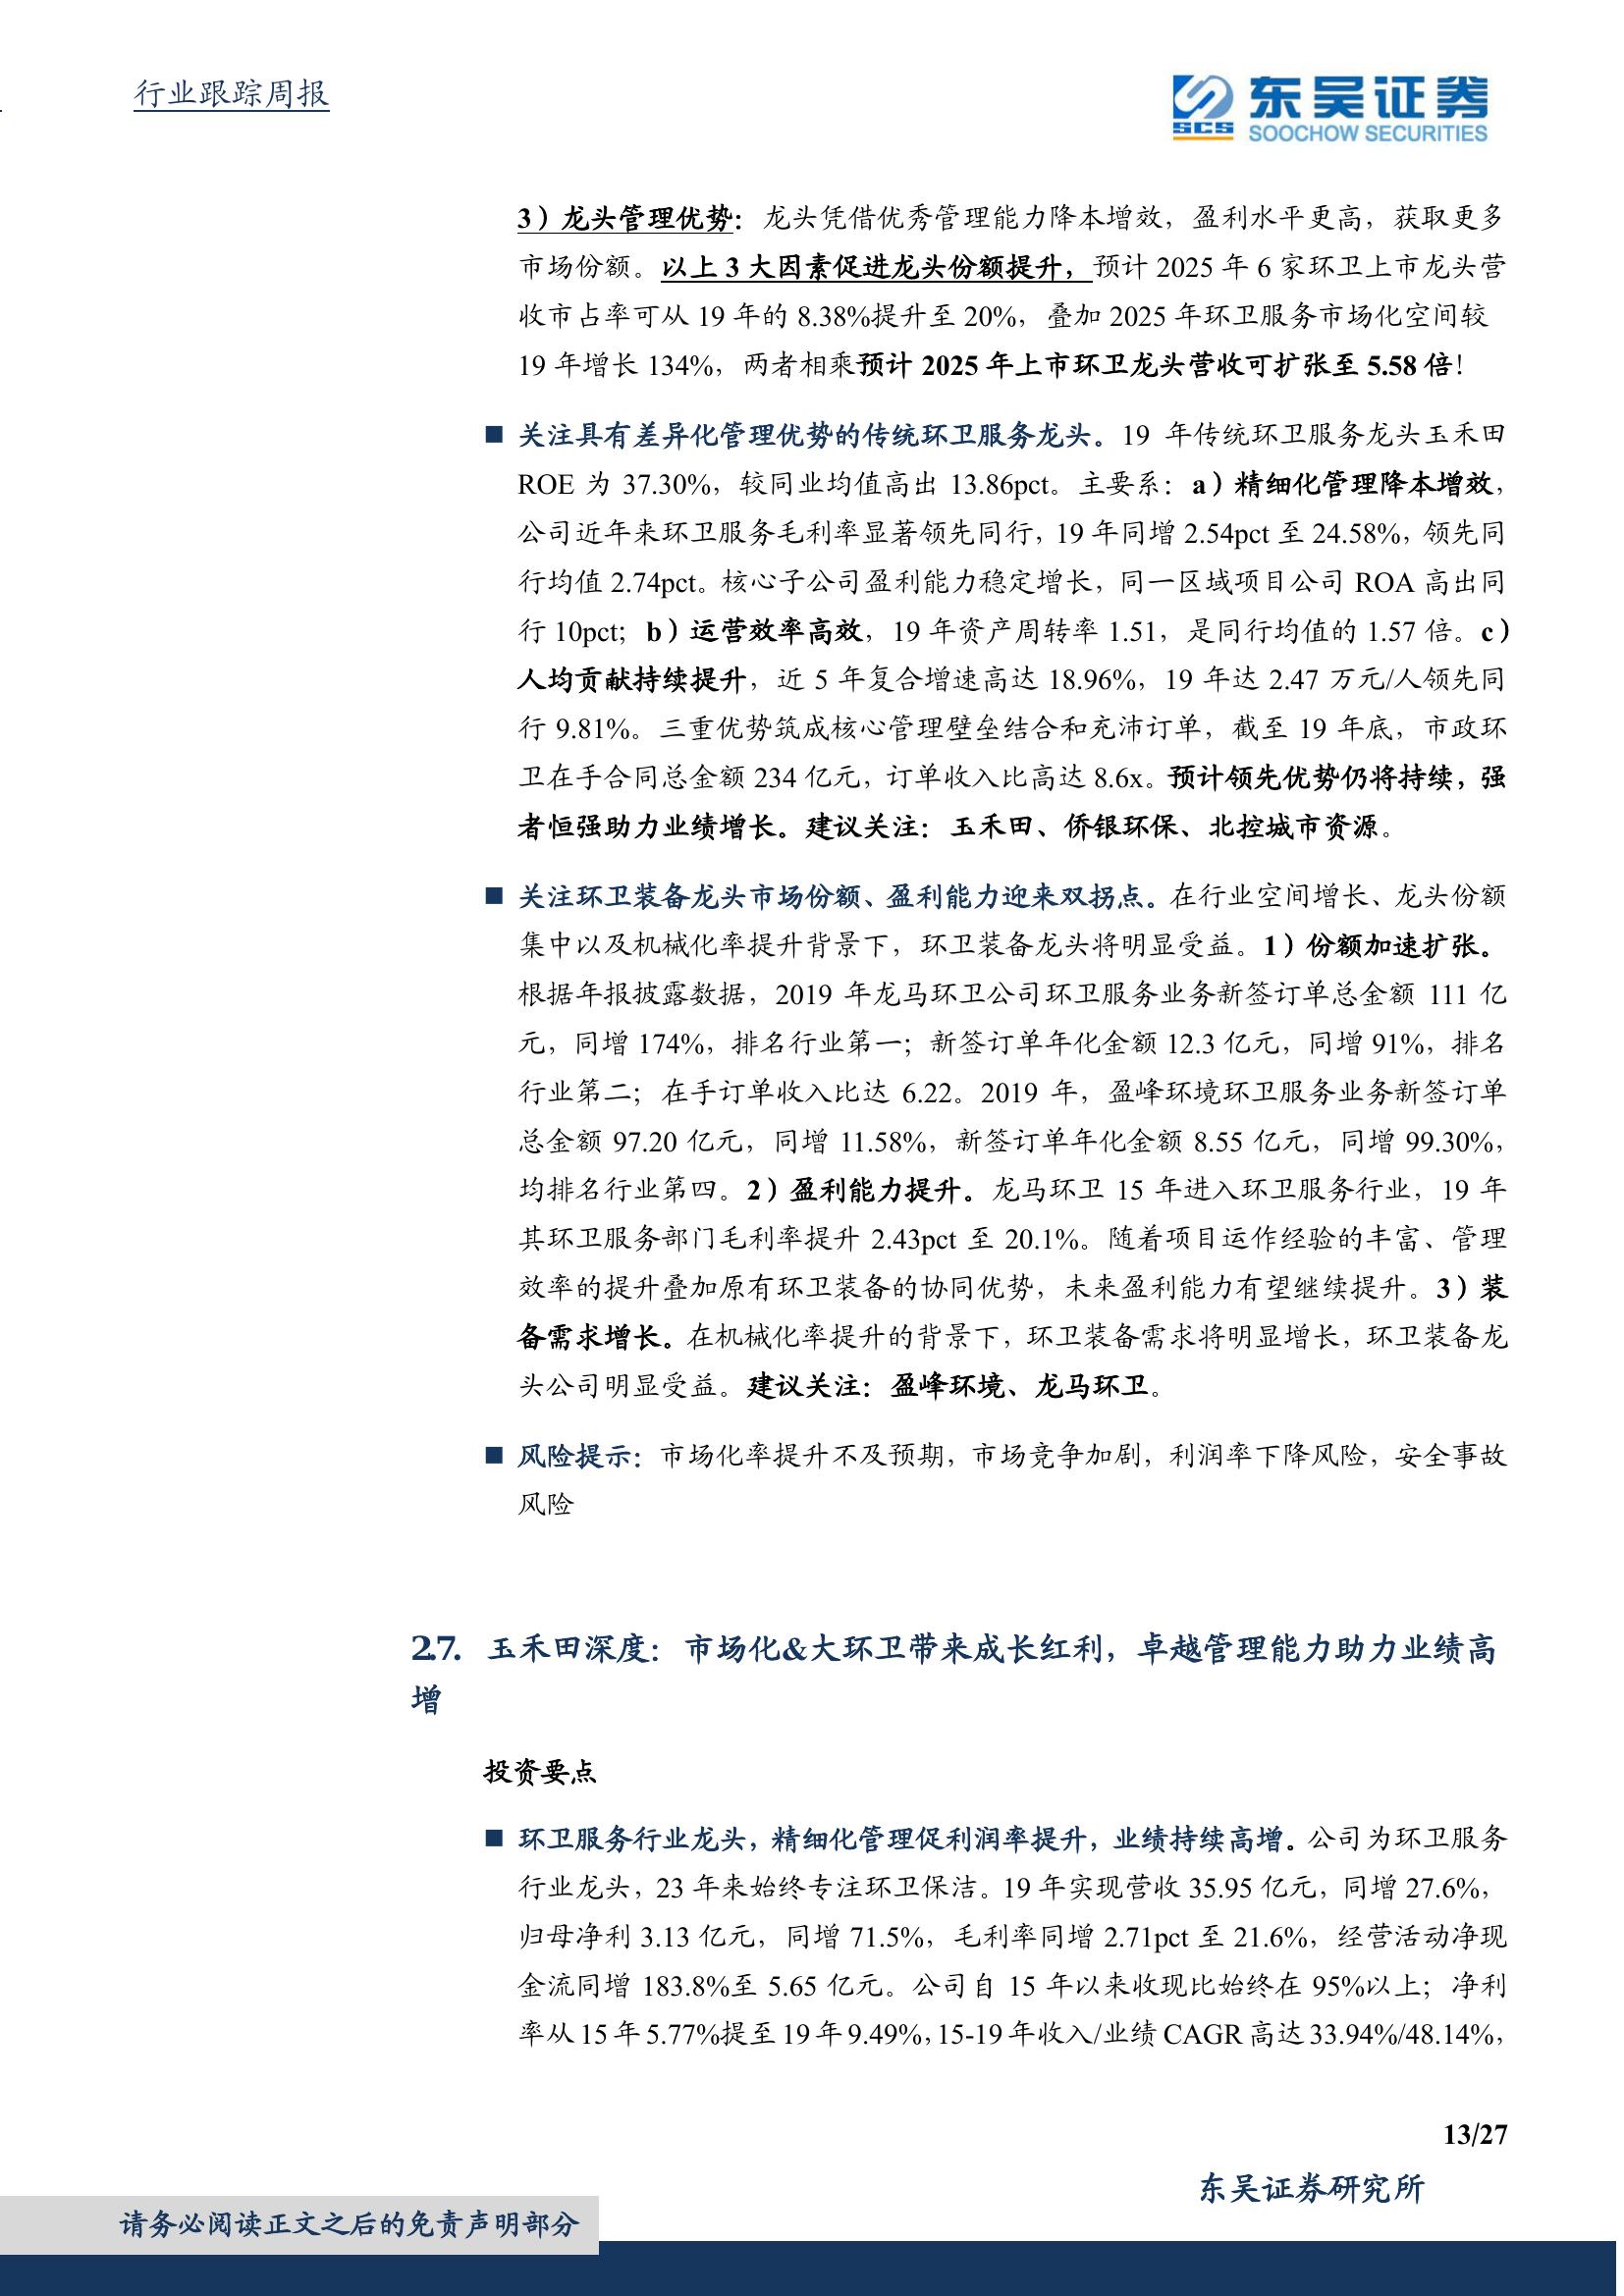 行业跟踪周报
SCS
东吴证券
SOOCHOW SECURITIES
3）龙头管理优势：龙头凭借优秀管理能力降本增效，盈利水平更高，获取更多
市场份额。以上 3 大因素促进龙头份额提升，预计 2025 年 6 家环卫上市龙头营
收市占率可从 19 年的 8.38%提升至 20%，叠加 2025 年环卫服务市场化空间较
19 年增长 134%，两者相乘预计 2025 年上市环卫龙头营收可扩张至 5.58 倍！
■ 关注具有差异化管理优势的传统环卫服务龙头。19 年传统环卫服务龙头玉禾田
ROE 为 37.30%，较同业均值高出 13.86pct。主要系：a）精细化管理降本增效，
公司近年来环卫服务毛利率显著领先同行，19 年同增 2.54pct 至 24.58%，领先同
行均值 2.74pct。核心子公司盈利能力稳定增长，同一区域项目公司 ROA 高出同
行 10pct；b）运营效率高效，19 年资产周转率 1.51，是同行均值的 1.57 倍。c）
人均贡献持续提升，近 5 年复合增速高达 18.96%，19 年达 2.47 万元/人领先同
行 9.81%。三重优势筑成核心管理壁垒结合和充沛订单，截至 19 年底，市政环
卫在手合同总金额 234 亿元，订单收入比高达 8.6x。预计领先优势仍将持续，强
者恒强助力业绩增长。建议关注：玉禾田、侨银环保、北控城市资源。
■ 关注环卫装备龙头市场份额、盈利能力迎来双拐点。在行业空间增长、龙头份额
集中以及机械化率提升背景下，环卫装备龙头将明显受益。1）份额加速扩张。
根据年报披露数据，2019 年龙马环卫公司环卫服务业务新签订单总金额 111 亿
元，同增 174%，排名行业第一；新签订单年化金额 12.3 亿元，同增 91%，排名
行业第二；在手订单收入比达 6.22。2019 年，盈峰环境环卫服务业务新签订单
总金额 97.20 亿元，同增 11.58%，新签订单年化金额 8.55 亿元，同增 99.30%，
均排名行业第四。2）盈利能力提升。龙马环卫 15 年进入环卫服务行业，19 年
其环卫服务部门毛利率提升 2.43pct 至 20.1%。随着项目运作经验的丰富、管理
效率的提升叠加原有环卫装备的协同优势，未来盈利能力有望继续提升。3）装
备需求增长。在机械化率提升的背景下，环卫装备需求将明显增长，环卫装备龙
头公司明显受益。建议关注：盈峰环境、龙马环卫。
■ 风险提示：市场化率提升不及预期，市场竞争加剧，利润率下降风险，安全事故
风险
2.7. 玉禾田深度：市场化&大环卫带来成长红利，卓越管理能力助力业绩高
增
投资要点
■ 环卫服务行业龙头，精细化管理促利润率提升，业绩持续高增。公司为环卫服务
行业龙头，23 年来始终专注环卫保洁。19 年实现营收 35.95 亿元，同增 27.6%，
归母净利 3.13 亿元，同增 71.5%，毛利率同增 2.71pct 至 21.6%，经营活动净现
金流同增 183.8%至 5.65 亿元。公司自 15 年以来收现比始终在 95%以上；净利
率从 15 年 5.77%提至 19 年 9.49%，15-19 年收入/业绩 CAGR 高达 33.94%/48.14%，
13/27
东吴证券研究所
请务必阅读正文之后的免责声明部分